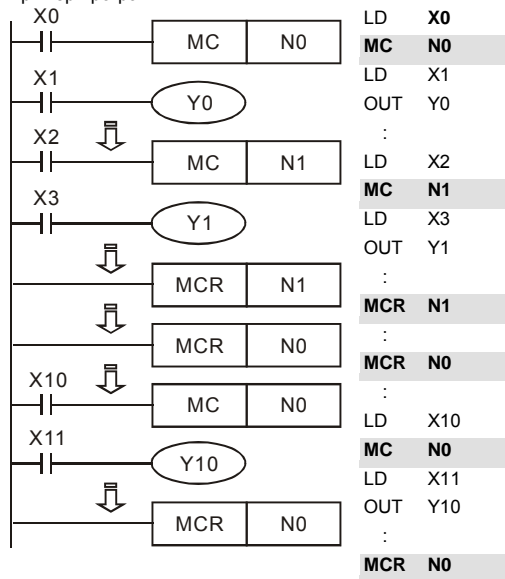 X0
MC N0
X1
Y0
X2
MC N1
X3
Y1
MCR N1
MCR N0
X10
MC N0
X11
Y10
MCR N0
LD X0
MC N0
LD X1
OUT Y0
:
LD X2
MC N1
LD X3
OUT Y1
:
MCR N1
:
MCR N0
:
LD X10
MC N0
LD X11
OUT Y10
:
MCR N0